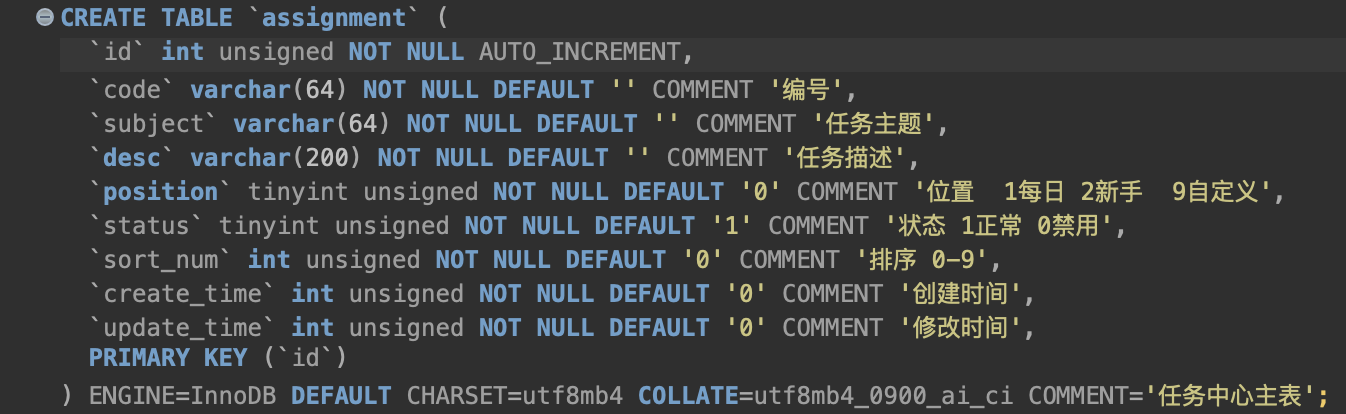 CREATE TABLE `assignment` (
`id` int unsigned NOT NULL AUTO_INCREMENT,
`code` varchar(64) NOT NULL DEFAULT '' COMMENT '编号',
`subject` varchar(64) NOT NULL DEFAULT '' COMMENT '任务主题',
`desc` varchar(200) NOT NULL DEFAULT '' COMMENT '任务描述',
`position` tinyint unsigned NOT NULL DEFAULT '0' COMMENT '位置  1每日 2新手  9自定义',
`status` tinyint unsigned NOT NULL DEFAULT '1' COMMENT '状态 1正常 0禁用',
`sort_num` int unsigned NOT NULL DEFAULT '0' COMMENT '排序 0-9',
`create_time` int unsigned NOT NULL DEFAULT '0' COMMENT '创建时间',
`update_time` int unsigned NOT NULL DEFAULT '0' COMMENT '修改时间',
PRIMARY KEY (`id`)
) ENGINE=InnoDB DEFAULT CHARSET=utf8mb4 COLLATE=utf8mb4_0900_ai_ci COMMENT='任务中心主表';